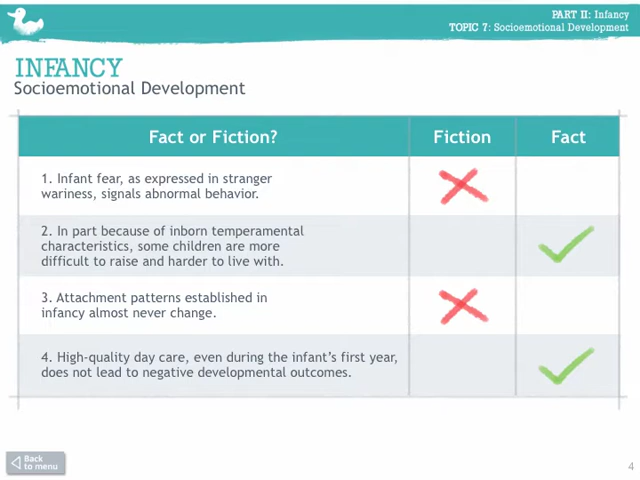 PART II: Infancy
TOPIC 7: Socioemotional Development
INFANCY
Socioemotional Development
Fact or Fiction?
Fiction
Fact
1. Infant fear, as expressed in stranger
wariness, signals abnormal behavior.
2. In part because of inborn temperamental
characteristics, some children are more
difficult to raise and harder to live with.
3. Attachment patterns established in
infancy almost never change.
4. High-quality day care, even during the infant's first year,
does not lead to negative developmental outcomes.
Back
to menu
4